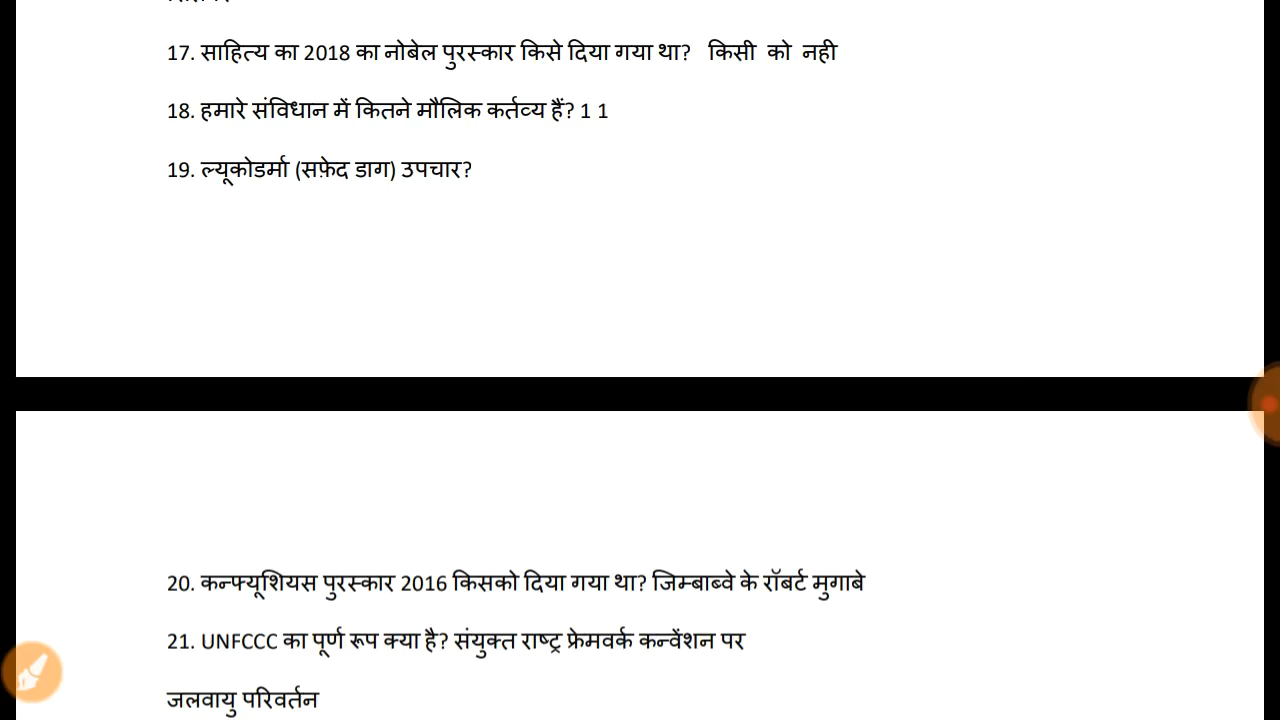 17. साहित्य का 2018 का नोबेल पुरस्कार किसे दिया गया था? किसी को नही
18. हमारे संविधान में कितने मौलिक कर्तव्य हैं? 1 1
19. ल्यूकोडर्मा (सफ़ेद डाग) उपचार?
20. कन्फ्यूशियस पुरस्कार 2016 किसको दिया गया था? जिम्बाब्वे के रॉबर्ट मुगाबे
21. UNFCCC का पूर्ण रूप क्या है? संयुक्त राष्ट्र फ्रेमवर्क कन्वेंशन पर
जलवायु परिवर्तन